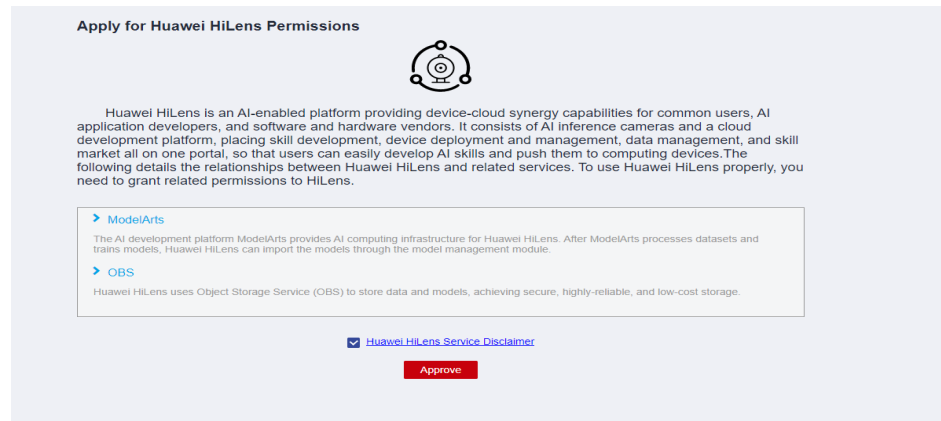 Apply for Huawei HiLens Permissions
Huawei HiLens is an AI-enabled platform providing device-cloud synergy capabilities for common users, AI
application developers, and software and hardware vendors. It consists of AI inference cameras and a cloud
development platform, placing skill development, device deployment and management, data management, and skill
market all on one portal, so that users can easily develop AI skills and push them to computing devices.The
following details the relationships between Huawei HiLens and related services. To use Huawei HiLens properly, you
need to grant related permissions to HiLens.
ModelArts
The AI development platform ModelArts provides AI computing infrastructure for Huawei HiLens. After ModelArts processes datasets and
trains models, Huawei HiLens can import the models through the model management module.
OBS
Huawei HiLens uses Object Storage Service (OBS) to store data and models, achieving secure, highly-reliable, and low-cost storage.
Huawei HiLens Service Disclaimer
Approve